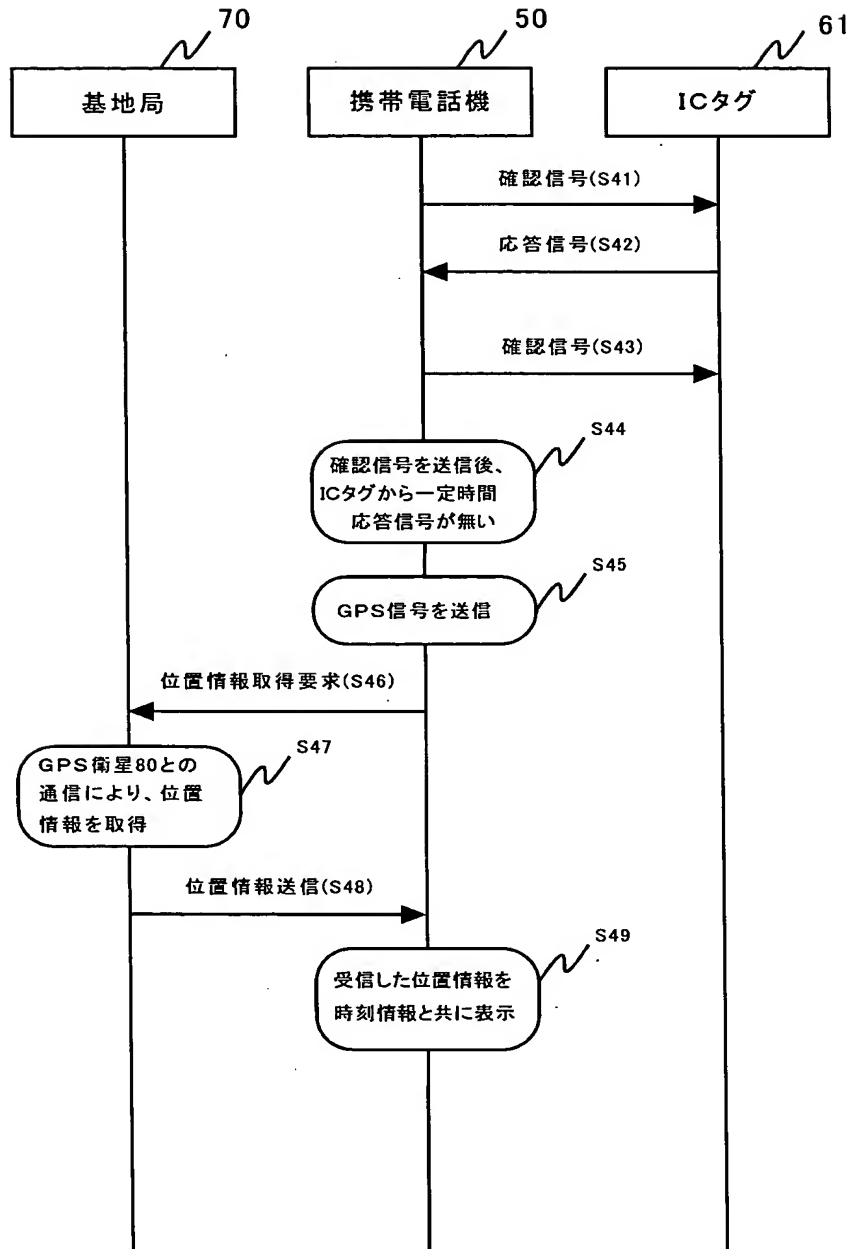 70
50
61
基地局
携帯電話機
ICタグ
確認信号(S41)
応答信号(S42)
確認信号(S43)
S44
確認信号を送信後、
ICタグから一定時間
応答信号が無い
S45
GPS信号を送信
位置情報取得要求(S46)
S47
GPS衛星80との
通信により、位置
情報を取得
位置情報送信(S48)
S49
受信した位置情報を
時刻情報と共に表示